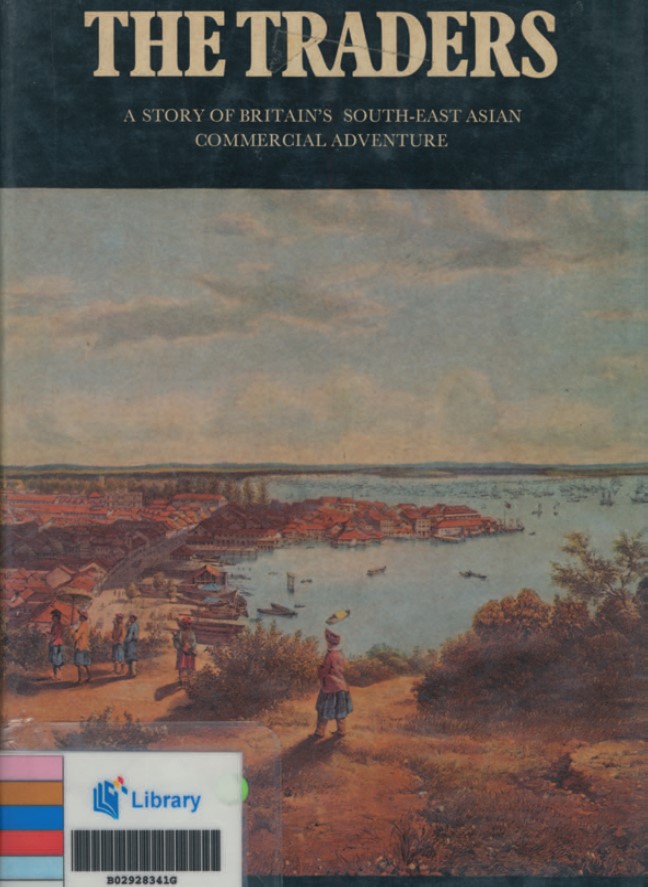 THE TRADERS
A STORY OF BRITAIN'S SOUTH-EAST ASIAN
COMMERCIAL ADVENTURE
Library
B02928341G